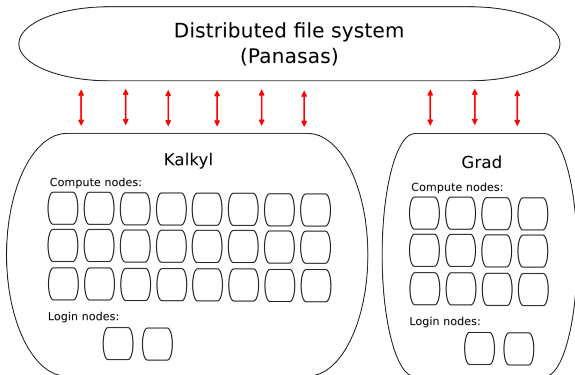 Distributed file system
(Panasas)
Kalkyl
Compute nodes:
Login nodes:
Grad
Compute nodes:
Login nodes: